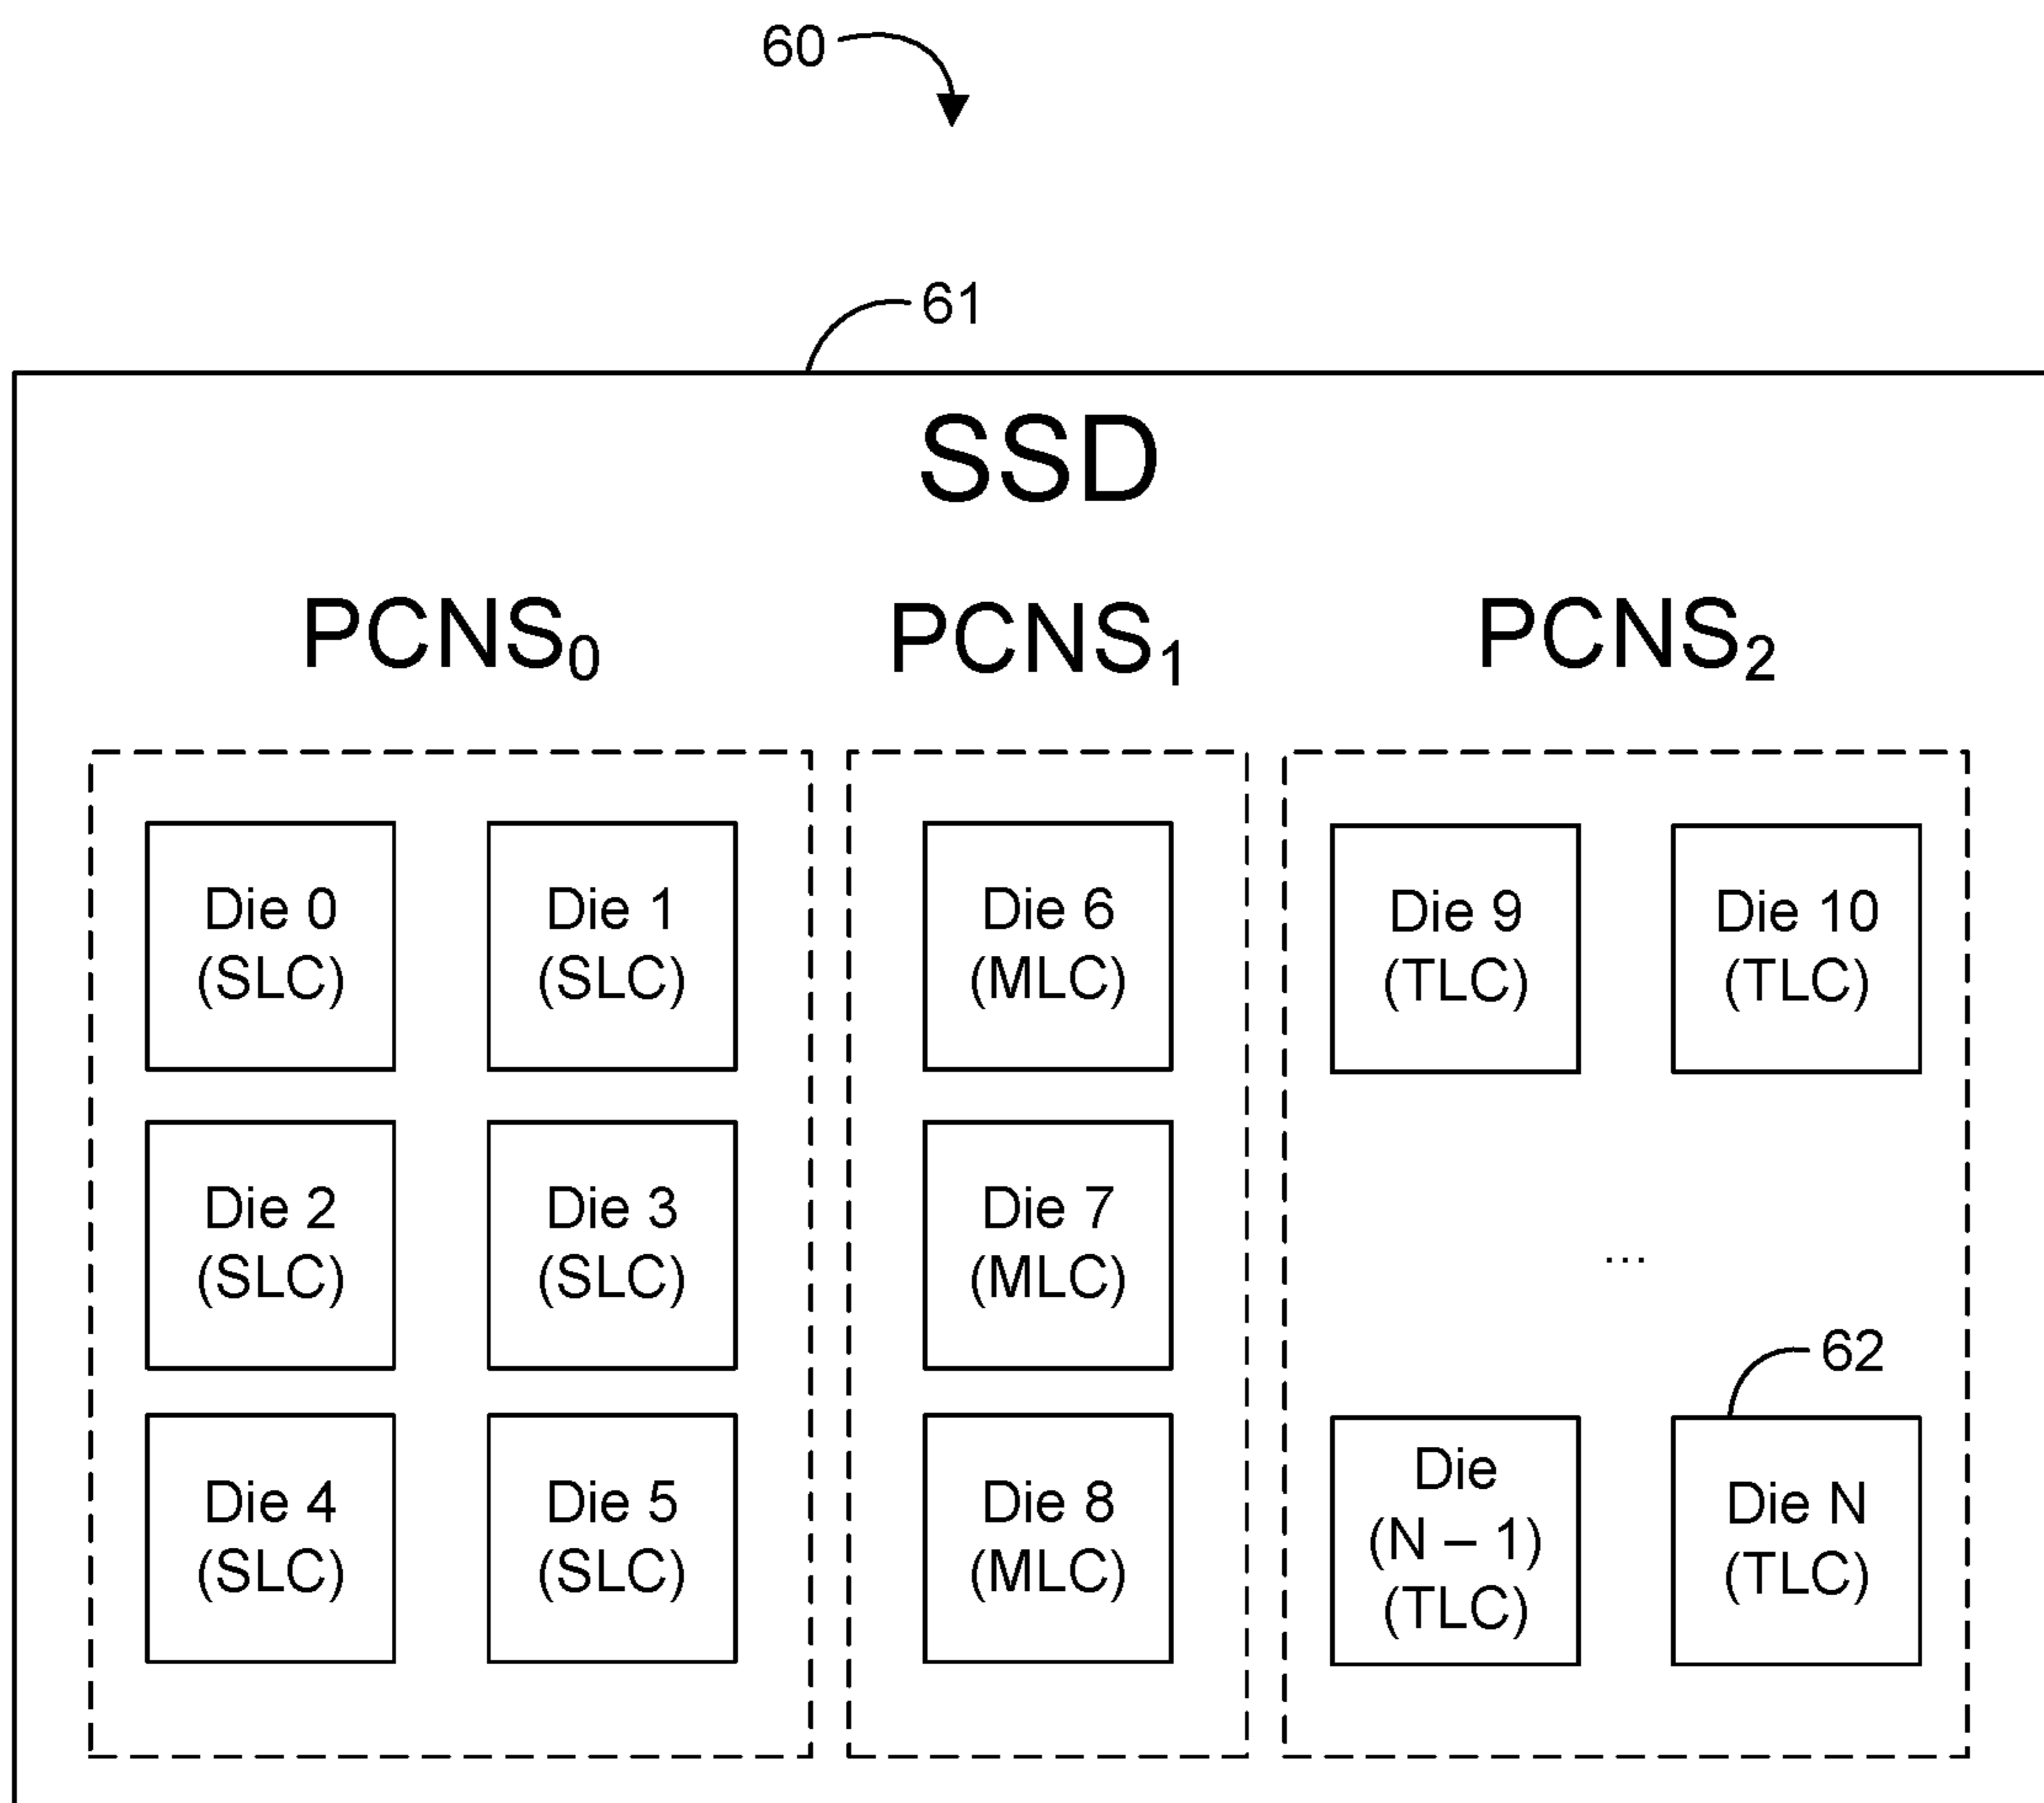 60
61
SSD
PCNS₀ PCNS₁ PCNS₂
Die 0
(SLC)
Die 1
(SLC)
Die 6
(MLC)
Die 9
(TLC)
Die 10
(TLC)
Die 2
(SLC)
Die 3
(SLC)
Die 7
(MLC)
...
62
Die 4
(SLC)
Die 5
(SLC)
Die 8
(MLC)
Die
(N – 1)
(TLC)
Die N
(TLC)